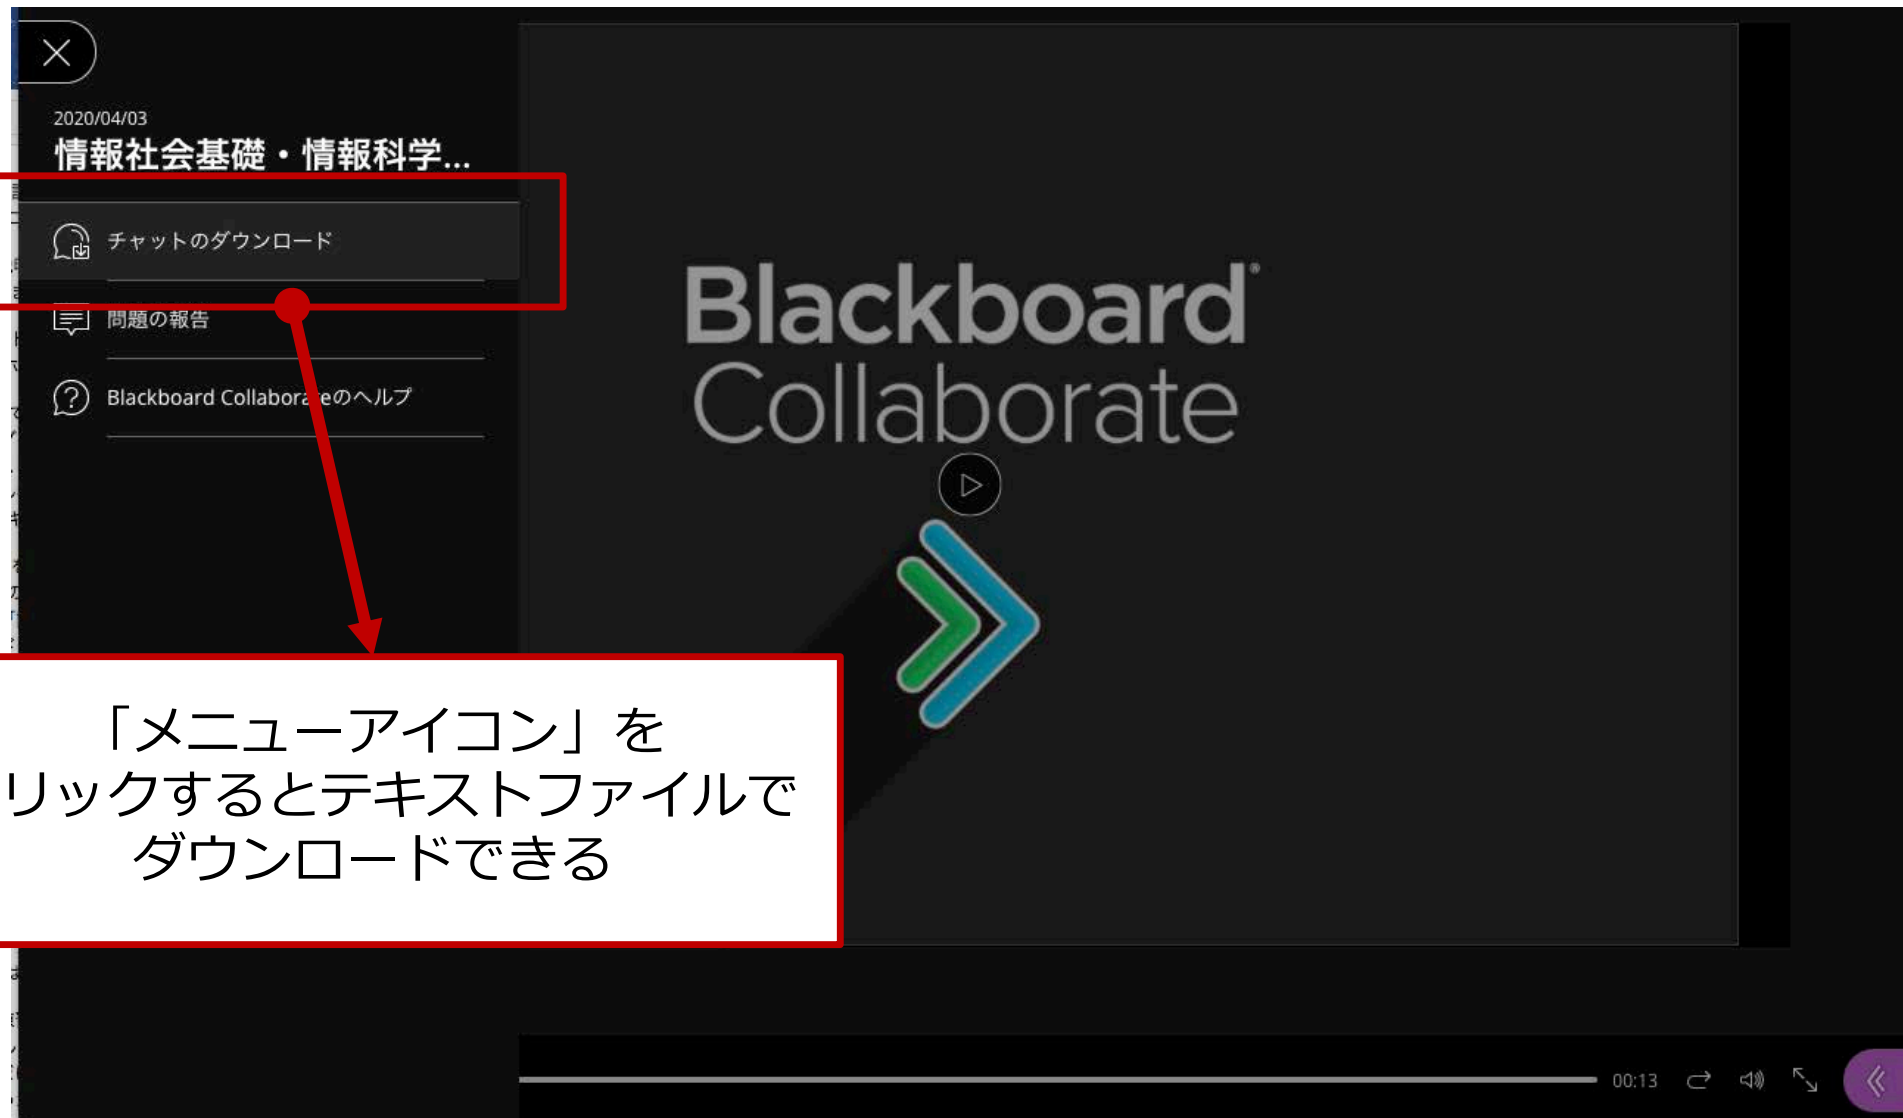 2020/04/03
情報社会基礎・情報科学...
チャットのダウンロード
問題の報告
Blackboard Collaborateのヘルプ
Blackboard®
Collaborate
「メニューアイコン」を
リックするとテキストファイルで
ダウンロードできる
00:13